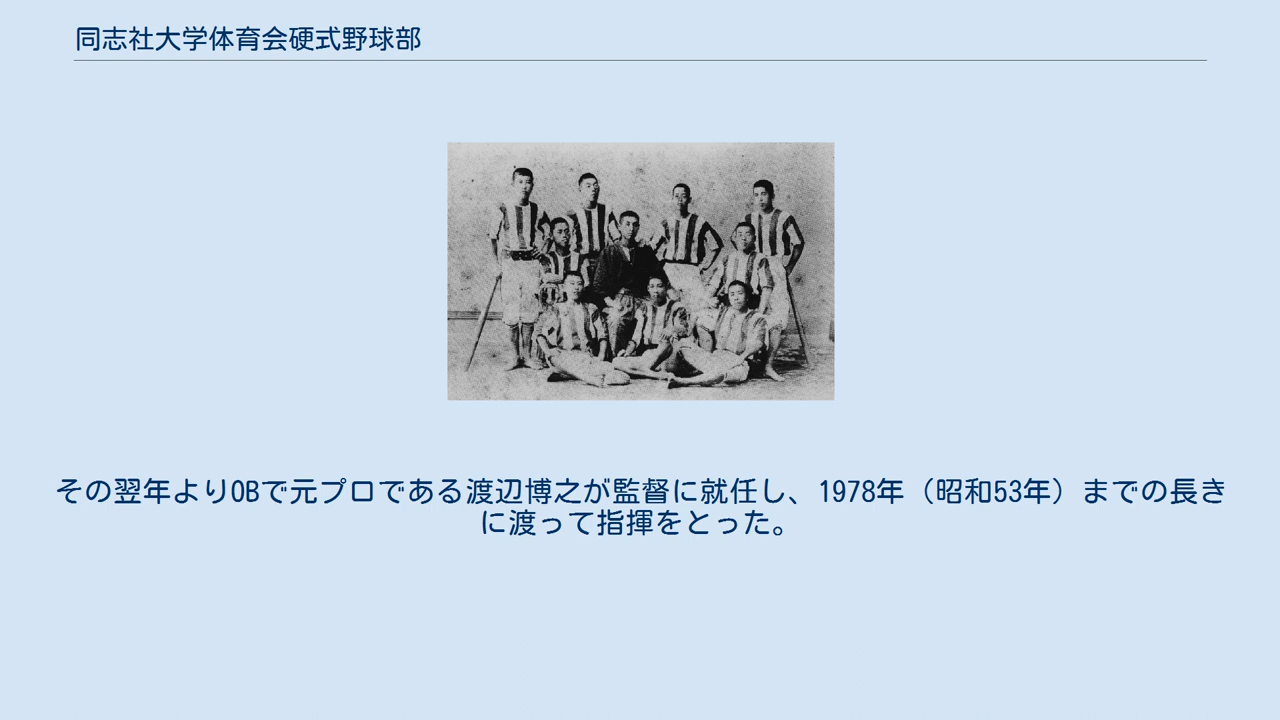 同志社大学体育会硬式野球部
その翌年よりOBで元プロである渡辺博之が監督に就任し、1978年（昭和53年）までの長き
に渡って指揮をとった。